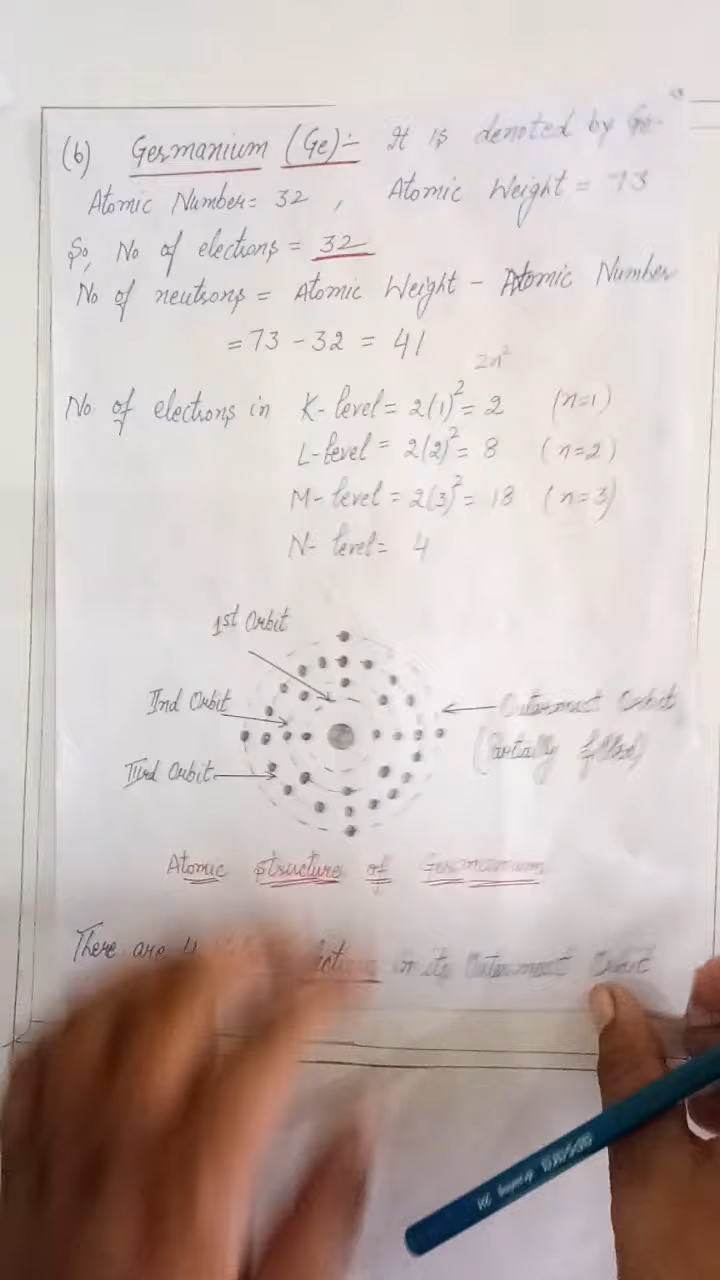 (b) Germanium (Ge):- It is denoted by Ge.
Atomic Number= 32 , Atomic Weight = 73
So, No of electrons = 32
No of neutrons = Atomic Weight - Atomic Number
= 73 - 32 = 41
2n²
No of electrons in K-level= 2(1)²= 2 (n=1)
L-level = 2(2)²= 8 (n=2)
M-level = 2(3)²= 18 (n=3)
N-level= 4
1st Orbit
IInd Orbit
Outermost Orbit
(Partially filled)
IIIrd Orbit
Atomic structure of Germanium
There are in its Outermost Orbit